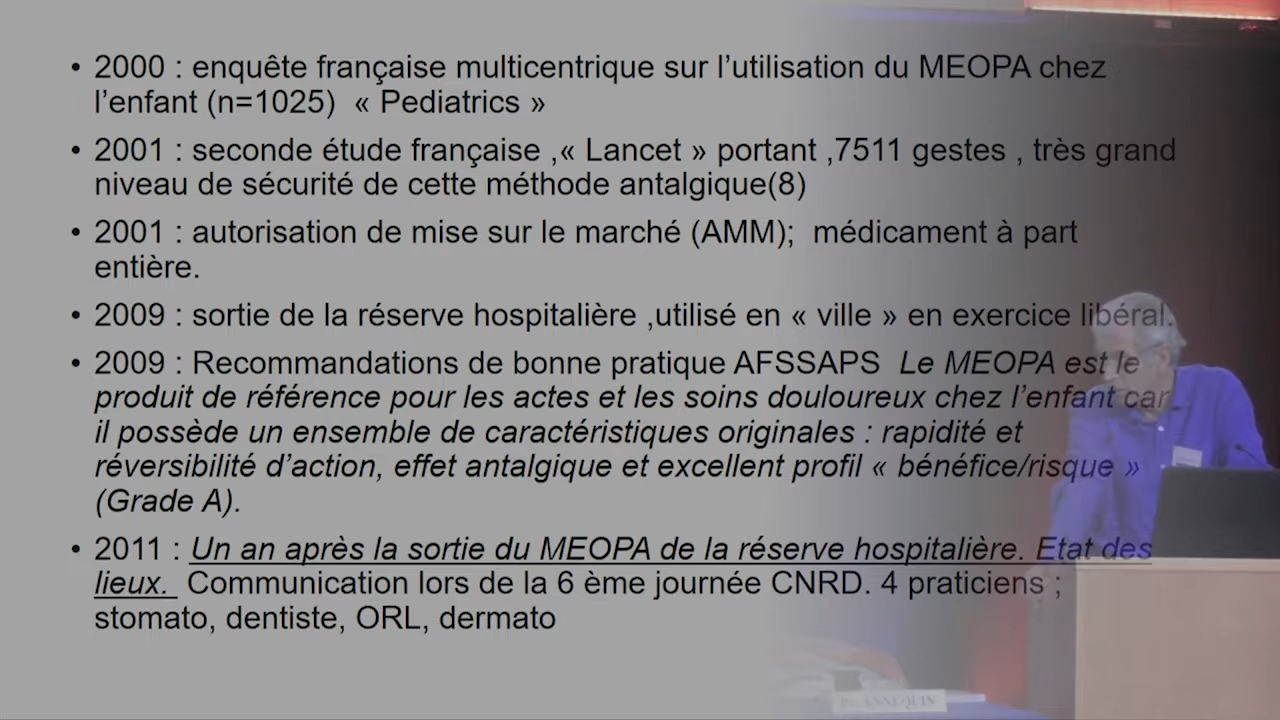 • 2000 : enquête française multicentrique sur l’utilisation du MEOPA chez
l’enfant (n=1025) « Pediatrics »
• 2001 : seconde étude française ,« Lancet » portant ,7511 gestes , très grand
niveau de sécurité de cette méthode antalgique(8)
• 2001 : autorisation de mise sur le marché (AMM); médicament à part
entière.
• 2009 : sortie de la réserve hospitalière ,utilisé en « ville » en exercice libéral.
• 2009 : Recommandations de bonne pratique AFSSAPS Le MEOPA est le
produit de référence pour les actes et les soins douloureux chez l’enfant car
il possède un ensemble de caractéristiques originales : rapidité et
réversibilité d’action, effet antalgique et excellent profil « bénéfice/risque »
(Grade A).
• 2011 : Un an après la sortie du MEOPA de la réserve hospitalière. Etat des
lieux. Communication lors de la 6 ème journée CNRD. 4 praticiens ;
stomato, dentiste, ORL, dermato
ANNEQUIN